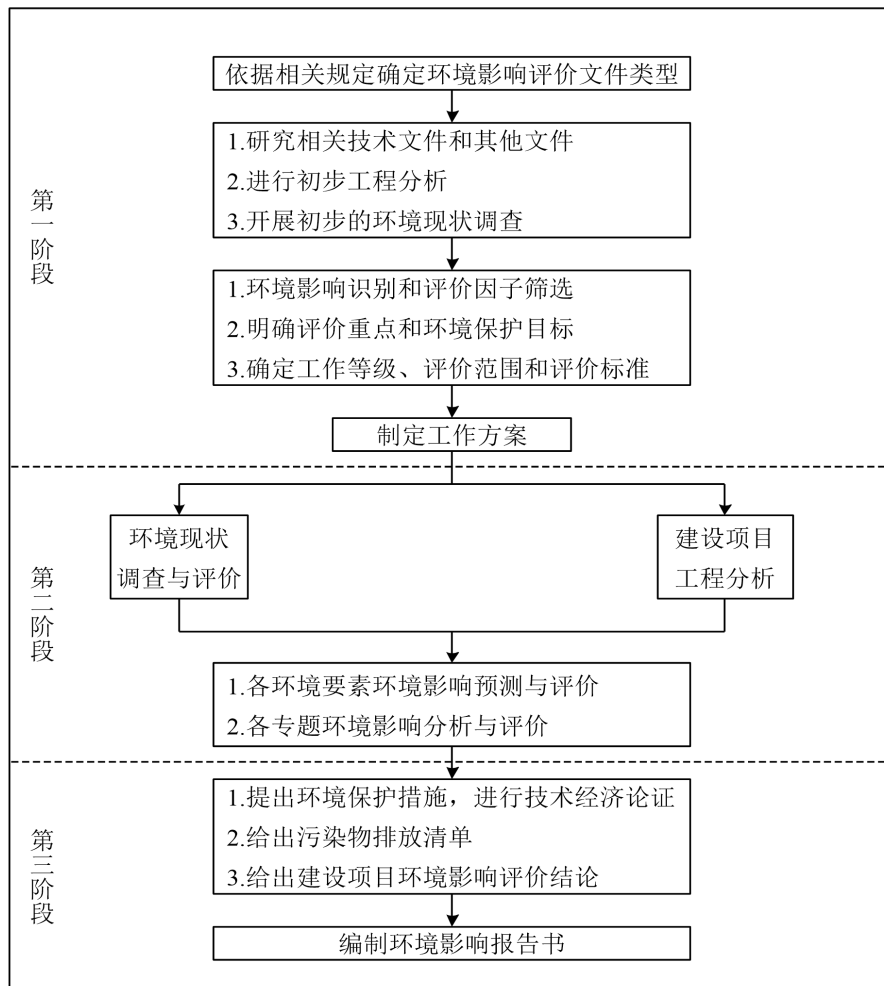 依据相关规定确定环境影响评价文件类型
1.研究相关技术文件和其他文件
2.进行初步工程分析
3.开展初步的环境现状调查
第一阶段
1.环境影响识别和评价因子筛选
2.明确评价重点和环境保护目标
3.确定工作等级、评价范围和评价标准
制定工作方案
第二阶段
环境现状
调查与评价
建设项目
工程分析
1.各环境要素环境影响预测与评价
2.各专题环境影响分析与评价
第三阶段
1.提出环境保护措施，进行技术经济论证
2.给出污染物排放清单
3.给出建设项目环境影响评价结论
编制环境影响报告书